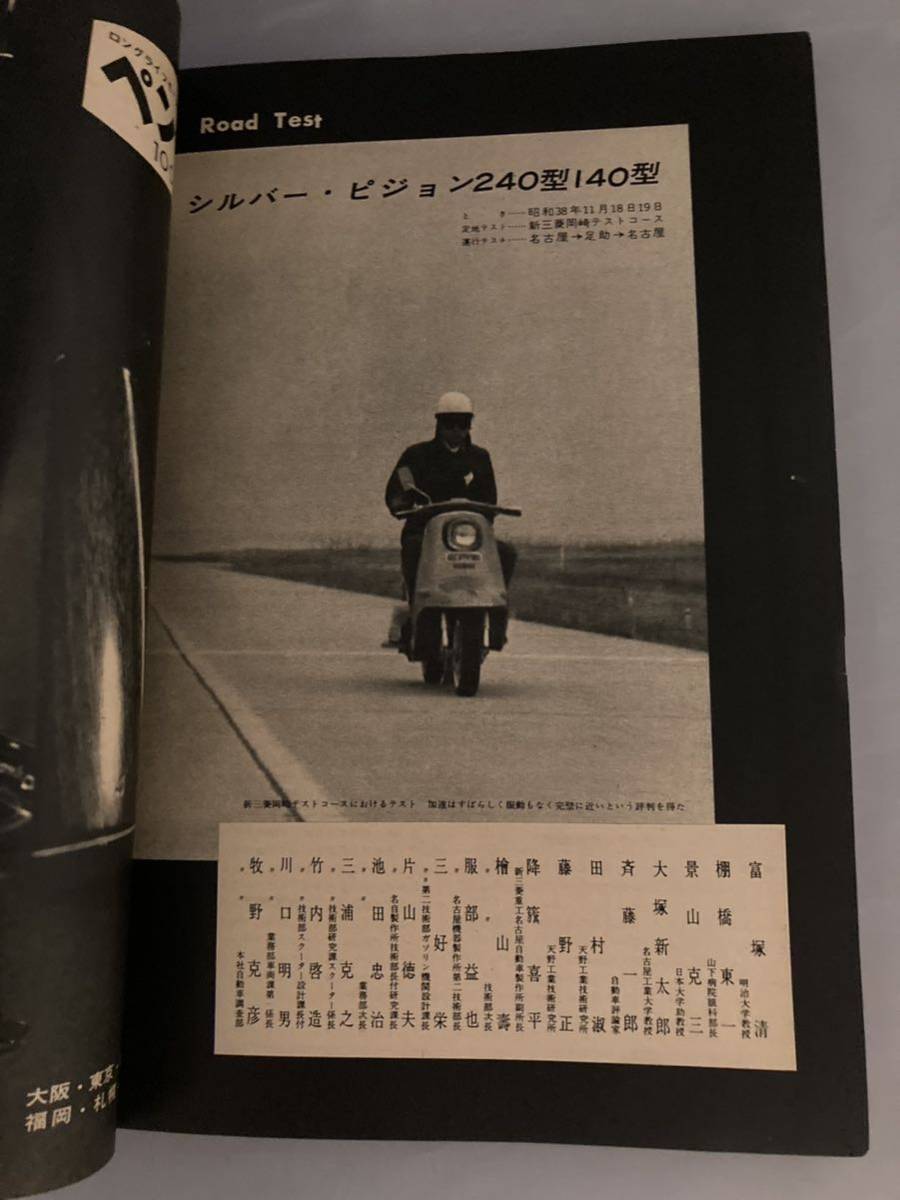 ロングライフ
ペン
10
Road Test
シルバー・ピジョン240型140型
とき……昭和38年11月18日19日
定地テスト……新三菱岡崎テストコース
運行テスト……名古屋→足助→名古屋
新三菱岡崎テストコースにおけるテスト 加速はすばらしく振動もなく完璧に近いという評判を得た
富塚清 明治大学教授
棚橋東一 山下病院眼科部長
景山克三 日本大学助教授
大塚新太郎 名古屋工業大学教授
斉藤一郎 自動車評論家
田村淑 天野工業技術研究所
藤野正 天野工業技術研究所
降籏喜平 新三菱重工名古屋自動車製作所副所長
檜山壽 〃 技術部次長
服部益也 〃 名古屋機器製作所第二技術部長
三好栄 〃〃第二技術部ガソリン機関設計課長
片山徳夫 〃 名自製作所技術部長付研究課長
池田忠治 〃 業務部次長
三浦克之 〃 技術部研究課スクーター係長
竹内啓造 〃 技術部スクーター設計課長付
川口明男 〃 業務部車両課第一係長
牧野克彦 〃 本社自動車調査部
大阪・東京・
福岡・札幌